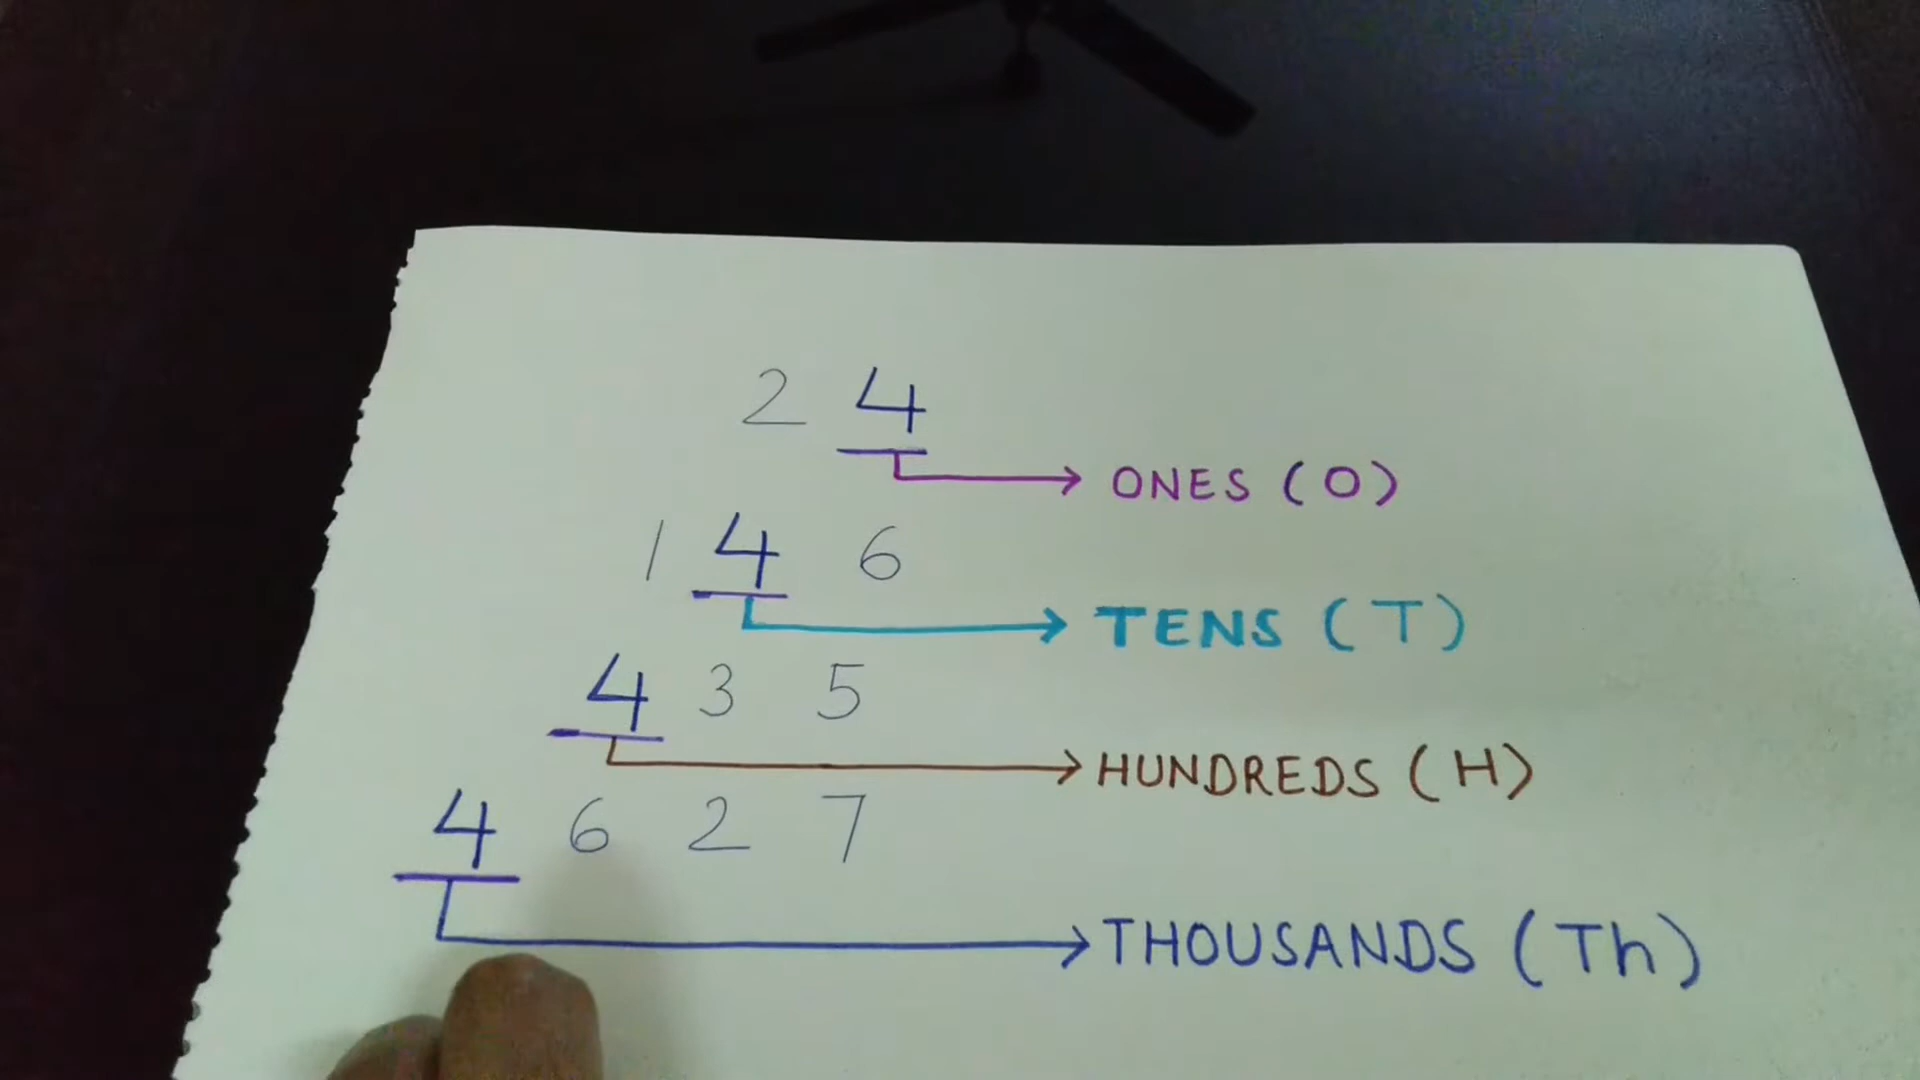 2 4
ONES (O)
1 4 6
TENS (T)
4 3 5
HUNDREDS (H)
4 6 2 7
THOUSANDS (Th)